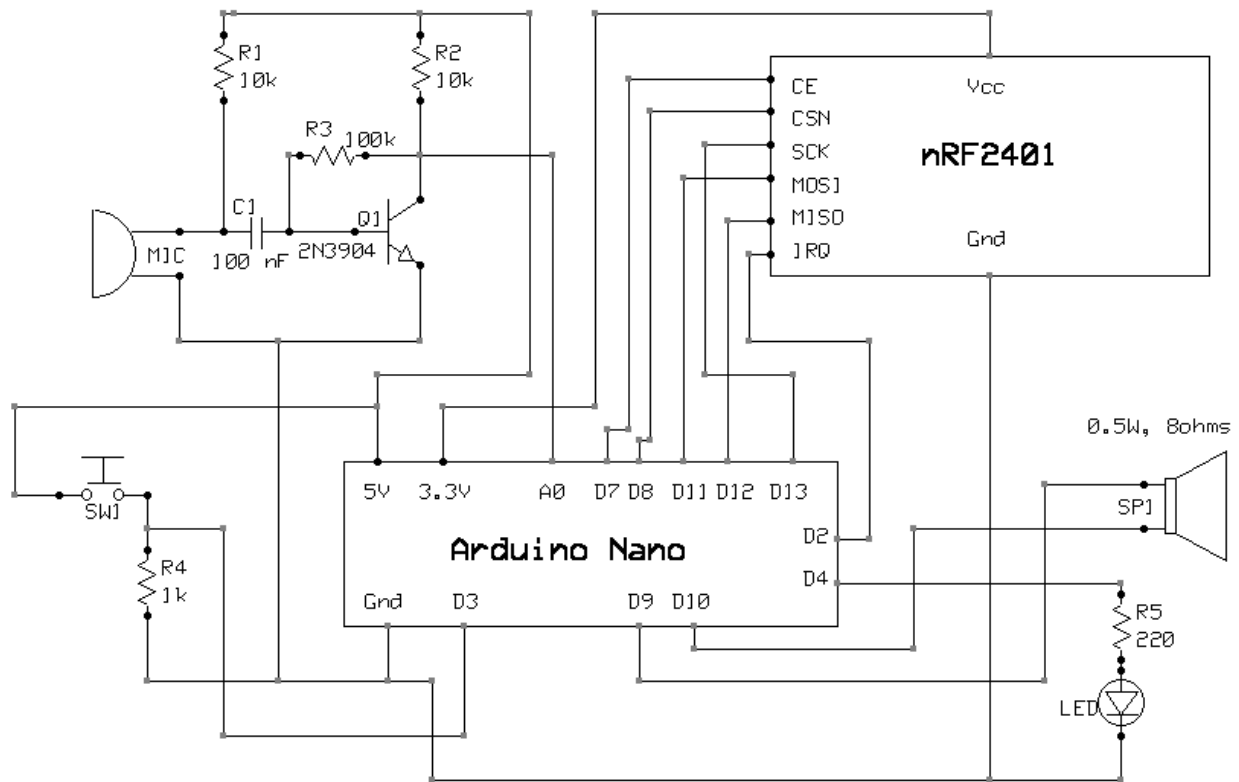 R1
10k
R2
10k
R3
100k
C1
100 nF
MIC
Q1
2N3904
CE
CSN
SCK
MOSI
MISO
IRQ
Vcc
nRF2401
Gnd
0.5W, 8ohms
SP1
SW1
R4
1k
5V 3.3V A0 D7 D8 D11 D12 D13
D2
Arduino Nano
D4
Gnd D3 D9 D10
R5
220
LED